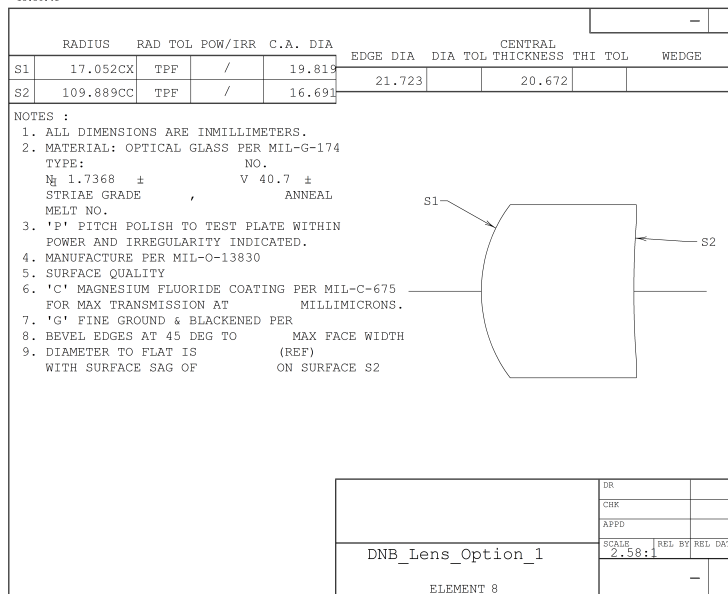 RADIUS RAD TOL POW/IRR C.A. DIA EDGE DIA DIA TOL CENTRAL THICKNESS THI TOL WEDGE
S1 17.052CX TPF / 19.819 21.723 20.672
S2 109.889CC TPF / 16.691
NOTES :
1. ALL DIMENSIONS ARE INMILLIMETERS.
2. MATERIAL: OPTICAL GLASS PER MIL-G-174
TYPE: NO.
Nd 1.7368 ± V 40.7 ±
STRIAE GRADE , ANNEAL
MELT NO.
3. 'P' PITCH POLISH TO TEST PLATE WITHIN
POWER AND IRREGULARITY INDICATED.
4. MANUFACTURE PER MIL-O-13830
5. SURFACE QUALITY
6. 'C' MAGNESIUM FLUORIDE COATING PER MIL-C-675
FOR MAX TRANSMISSION AT MILLIMICRONS.
7. 'G' FINE GROUND & BLACKENED PER
8. BEVEL EDGES AT 45 DEG TO MAX FACE WIDTH
9. DIAMETER TO FLAT IS (REF)
WITH SURFACE SAG OF ON SURFACE S2
S1
S2
DR
CHK
APPD
SCALE REL BY REL DAT
2.58:1
DNB_Lens_Option_1
ELEMENT 8